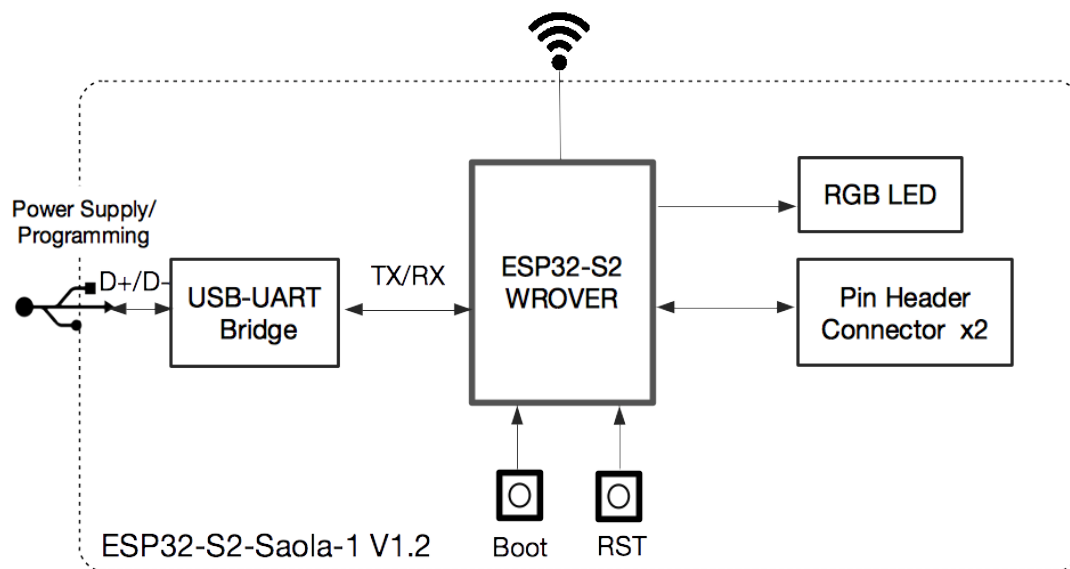 Power Supply/
Programming
D+/D-
USB-UART
Bridge
TX/RX
ESP32-S2
WROVER
RGB LED
Pin Header
Connector x2
Boot
RST
ESP32-S2-Saola-1 V1.2